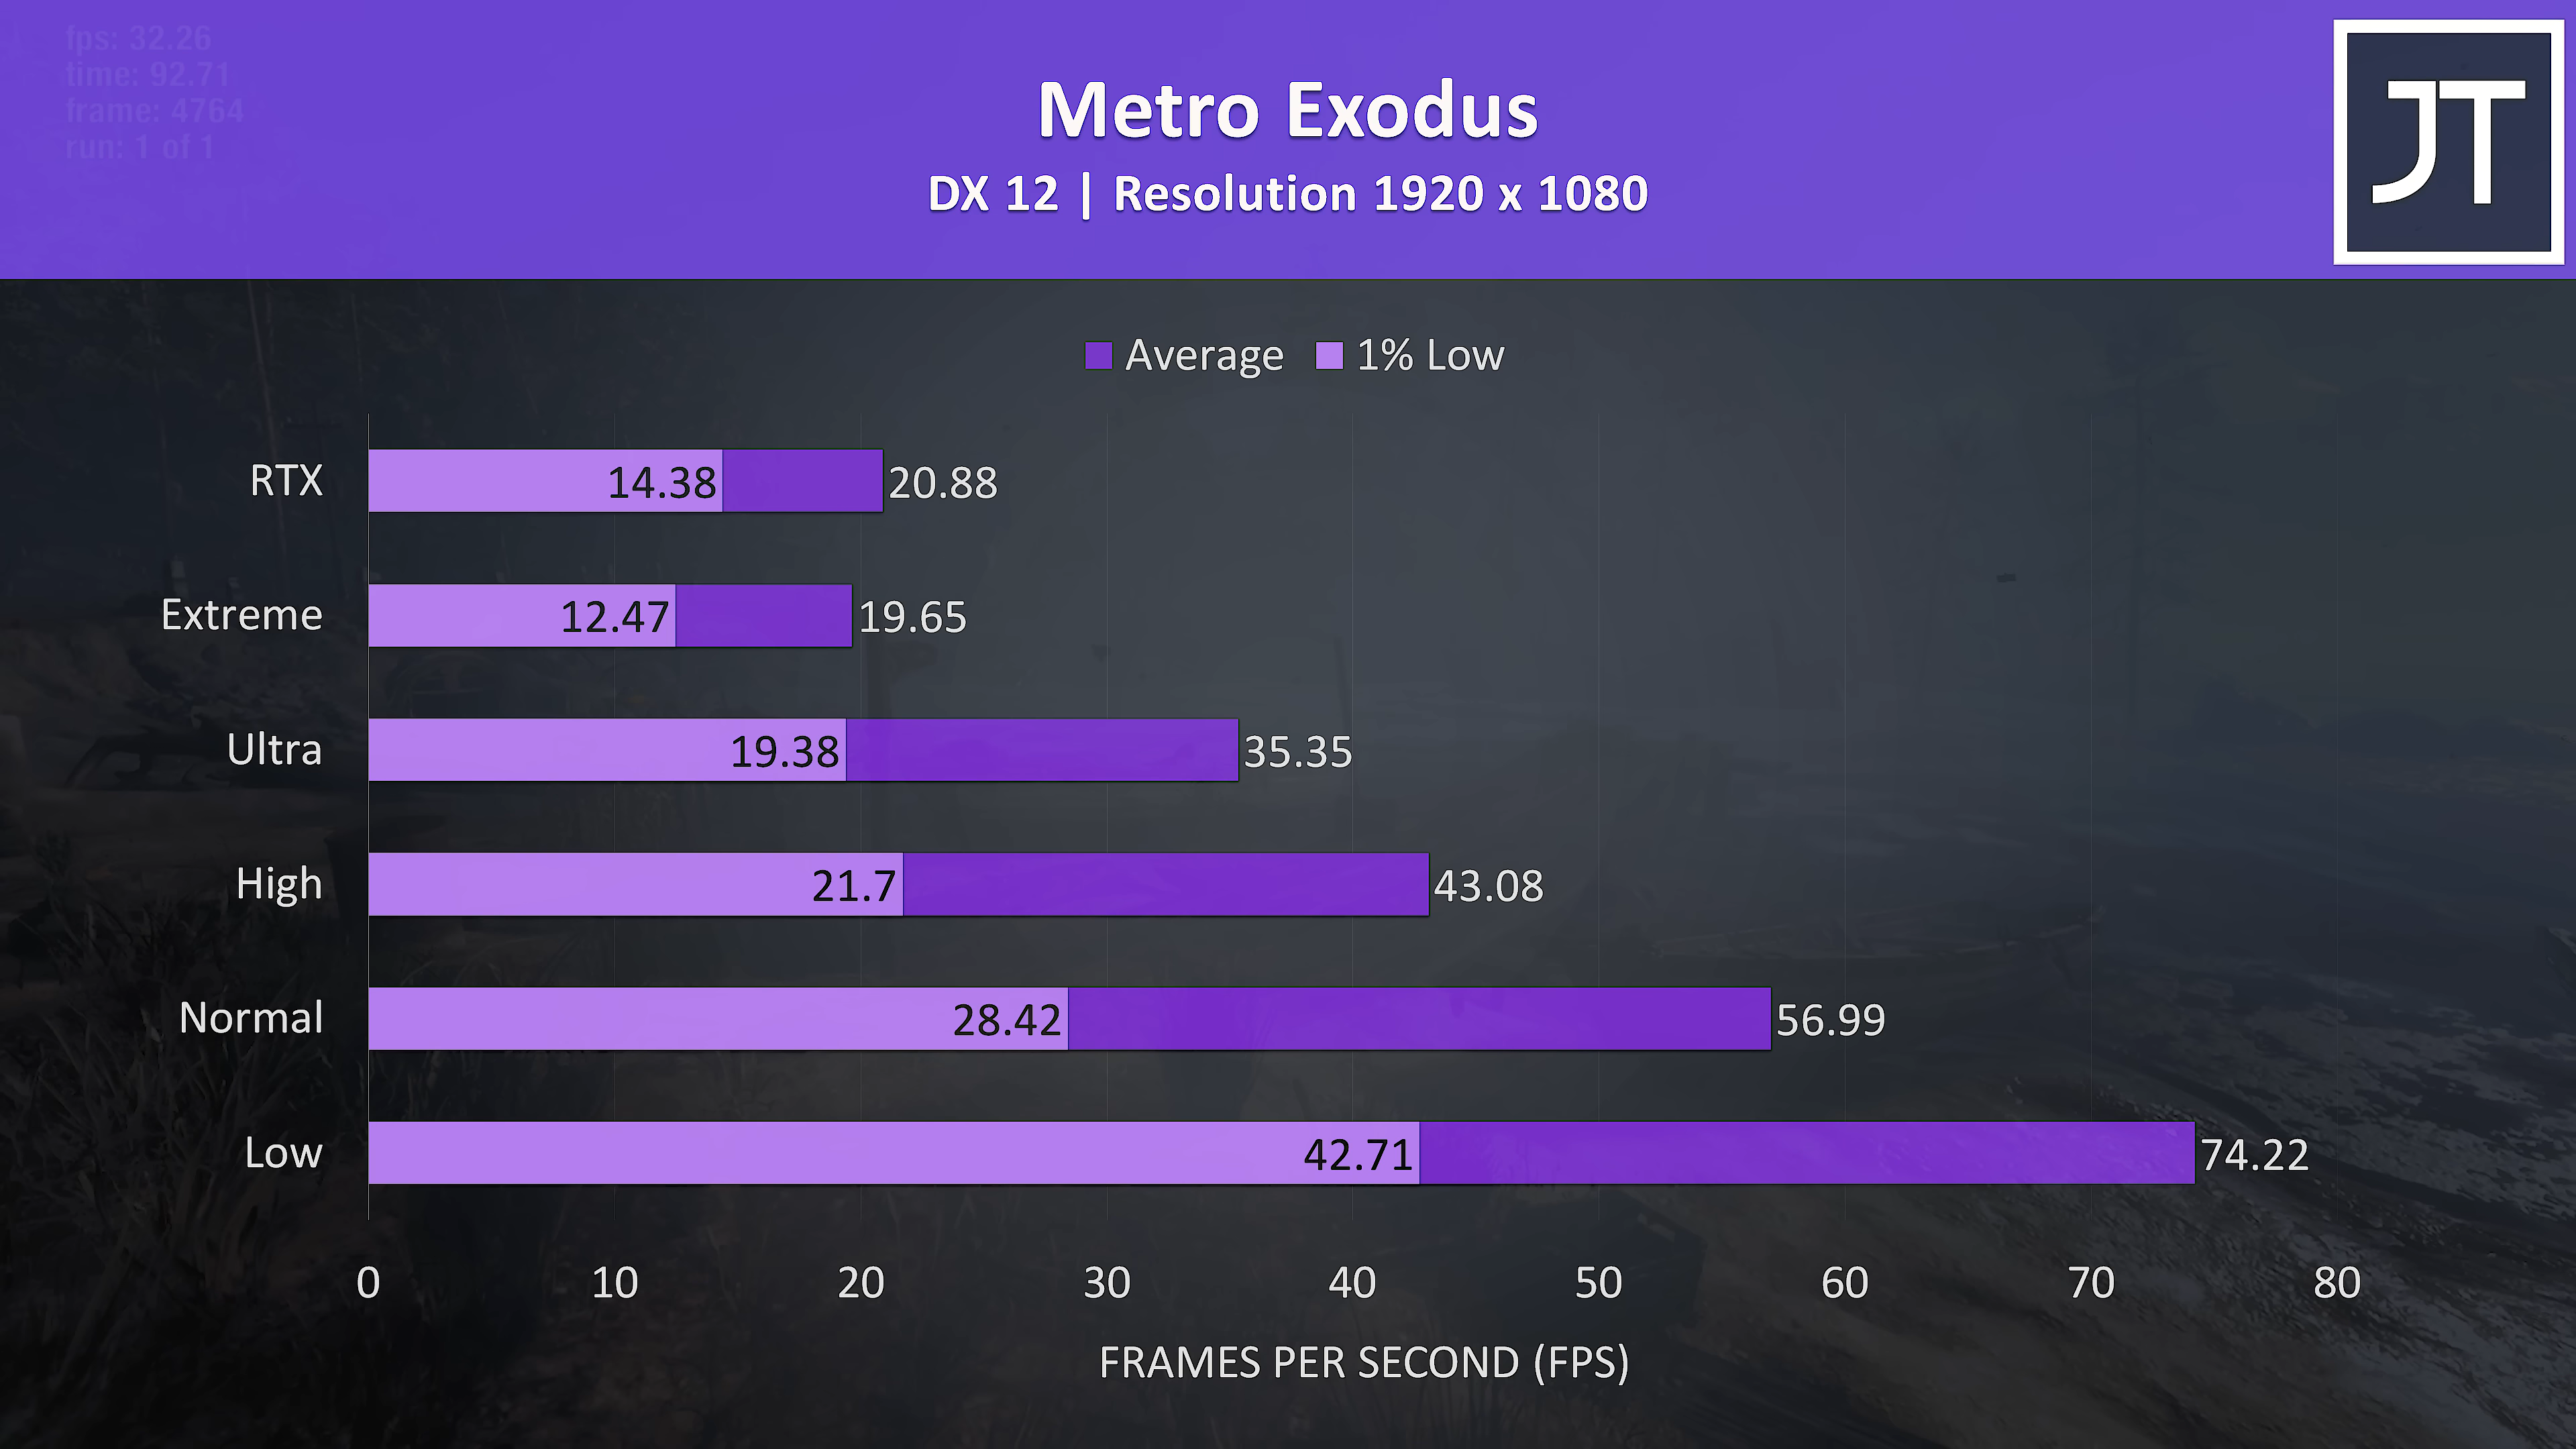 fps: 32.26
time: 92.71
frame: 4764
run: 1 of 1
Metro Exodus
DX 12 | Resolution 1920 x 1080
JT
Average 1% Low
RTX 14.38 20.88
Extreme 12.47 19.65
Ultra 19.38 35.35
High 21.7 43.08
Normal 28.42 56.99
Low 42.71 74.22
0 10 20 30 40 50 60 70 80
FRAMES PER SECOND (FPS)